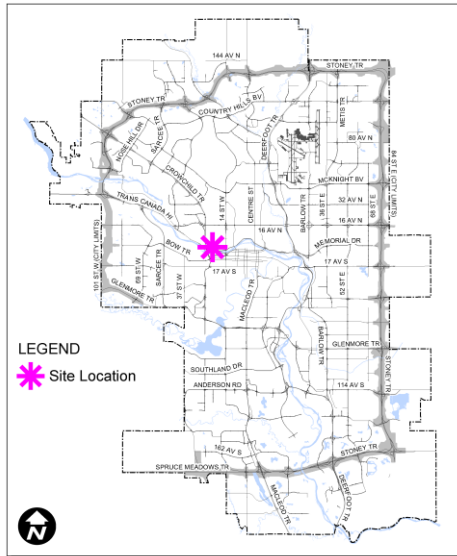 144 AV N
STONEY TR
STONEY TR
COUNTRY HILLS BV
NOSE HILL DR
SARCEE TR
DEERFOOT TR
METIS TR
80 AV N
CROWCHILD TR
14 ST W
CENTRE ST
MCKNIGHT BV
BARLOW TR
36 ST E
68 ST E
84 ST E (CITY LIMITS)
32 AV N
16 AV N
16 AV N
TRANS CANADA HI
BOW TR
MEMORIAL DR
17 AV S
17 AV S
101 ST W (CITY LIMITS)
69 ST W
SARCEE TR
37 ST W
GLENMORE TR
MACLEOD TR
52 ST E
BARLOW TR
GLENMORE TR
STONEY TR
SOUTHLAND DR
ANDERSON RD
114 AV S
LEGEND
Site Location
162 AV S
STONEY TR
SPRUCE MEADOWS TR
MACLEOD TR
DEERFOOT TR
N